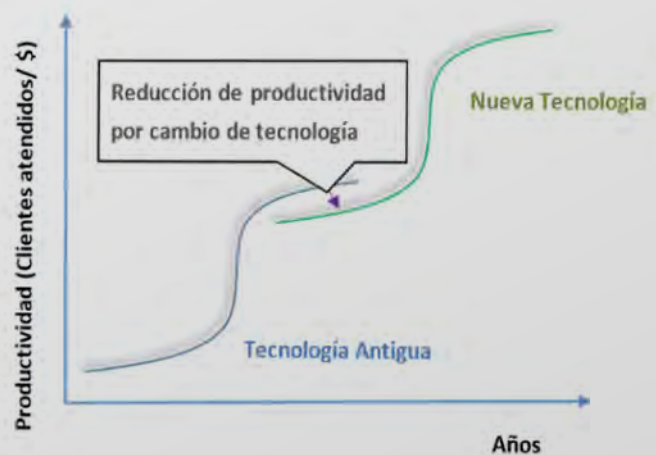 Productividad (Clientes atendidos/ $)
Reducción de productividad
por cambio de tecnología
Nueva Tecnología
Tecnología Antigua
Años